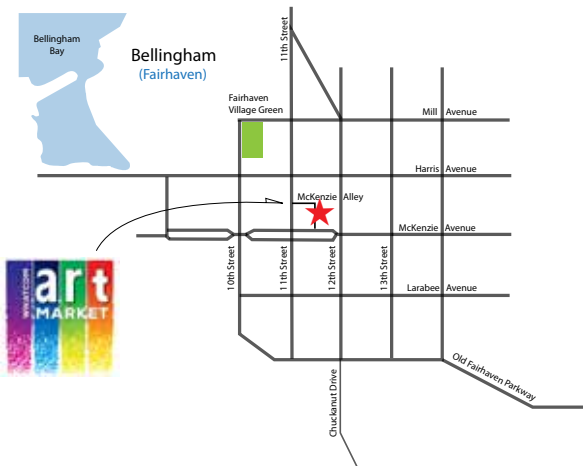 Bellingham
Bay
Bellingham
(Fairhaven)
11th Street
Fairhaven
Village Green
Mill Avenue
Harris Avenue
McKenzie Alley
McKenzie Avenue
10th Street
11th Street
12th Street
13th Street
Larabee Avenue
WHATCOM
art
MARKET
Old Fairhaven Parkway
Chuckanut Drive